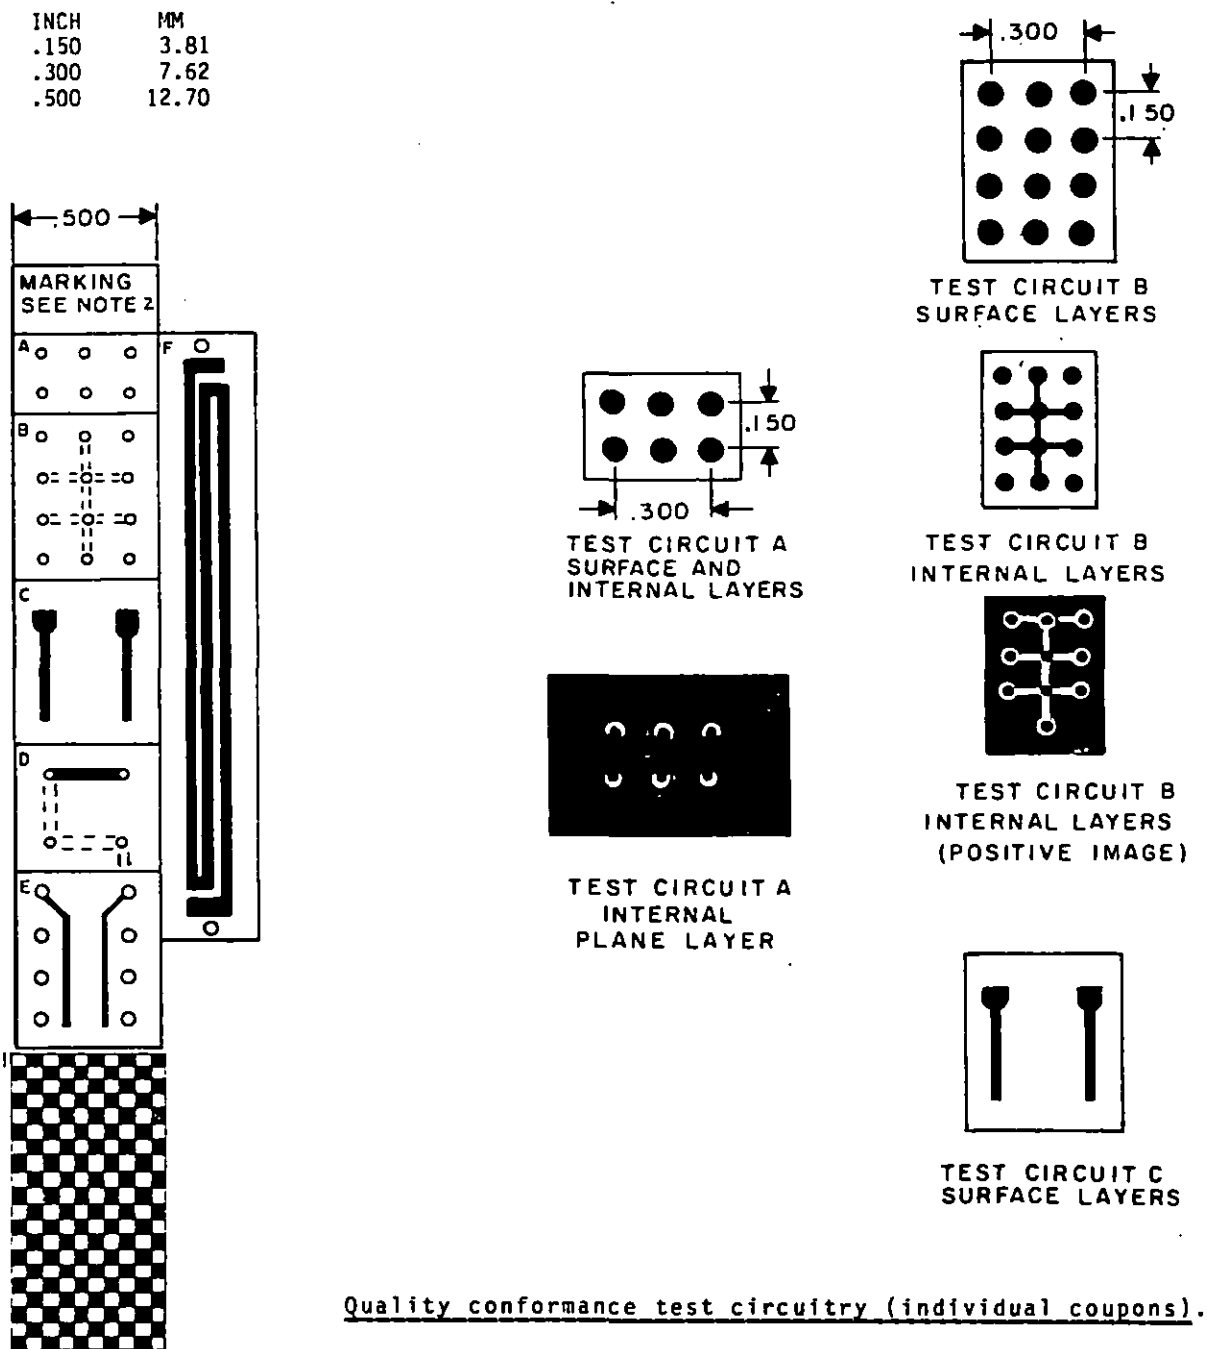 INCH MM
.150 3.81
.300 7.62
.500 12.70
.500
MARKING
SEE NOTE 2
A
B
C
D
E
F
.150
.300
TEST CIRCUIT A
SURFACE AND
INTERNAL LAYERS
TEST CIRCUIT A
INTERNAL
PLANE LAYER
.300
.150
TEST CIRCUIT B
SURFACE LAYERS
TEST CIRCUIT B
INTERNAL LAYERS
TEST CIRCUIT B
INTERNAL LAYERS
(POSITIVE IMAGE)
TEST CIRCUIT C
SURFACE LAYERS
Quality conformance test circuitry (individual coupons).